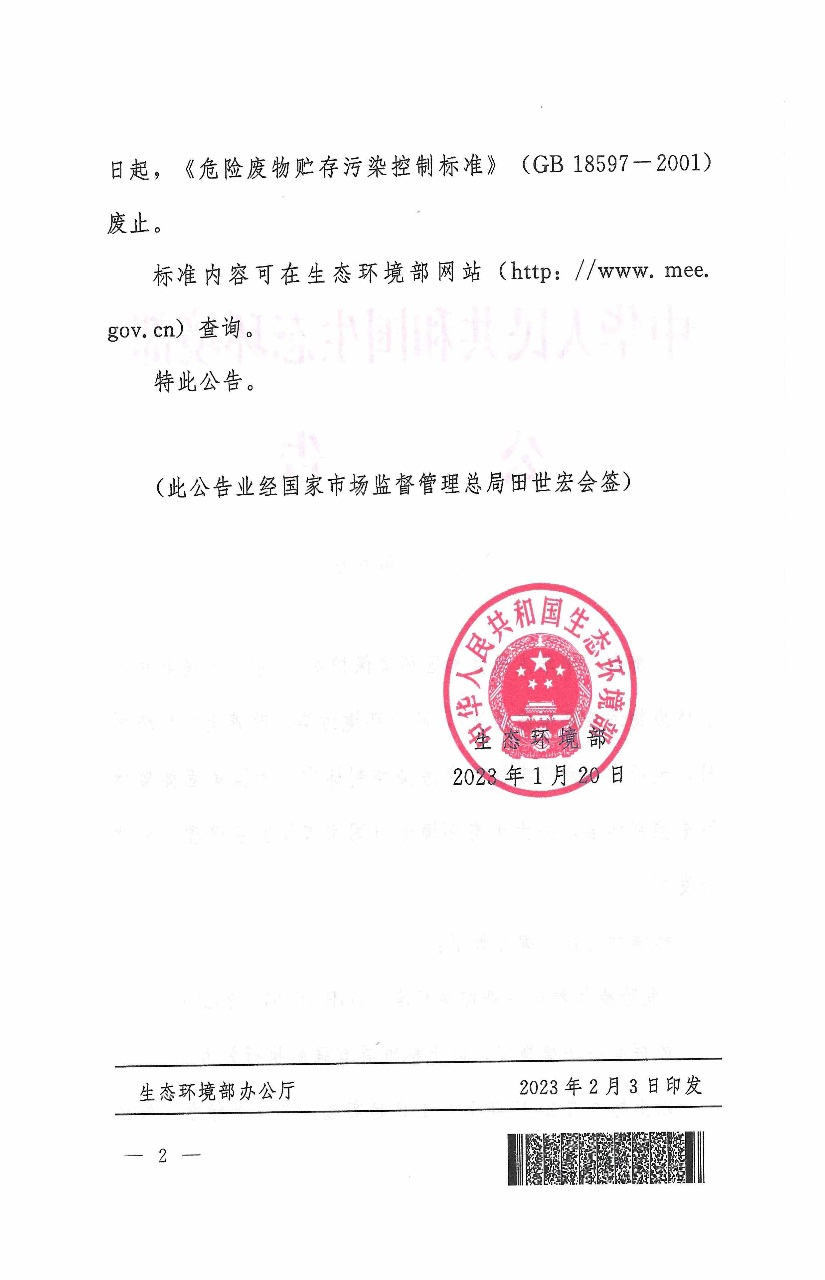 日起，《危险废物贮存污染控制标准》（GB 18597－2001）
废止。
标准内容可在生态环境部网站（http：//www. mee.
gov. cn）查询。
特此公告。
（此公告业经国家市场监督管理总局田世宏会签）
中华人民共和国生态环境部
生态环境部
2023年1月20日
生态环境部办公厅
2023年2月3日印发
— 2 —